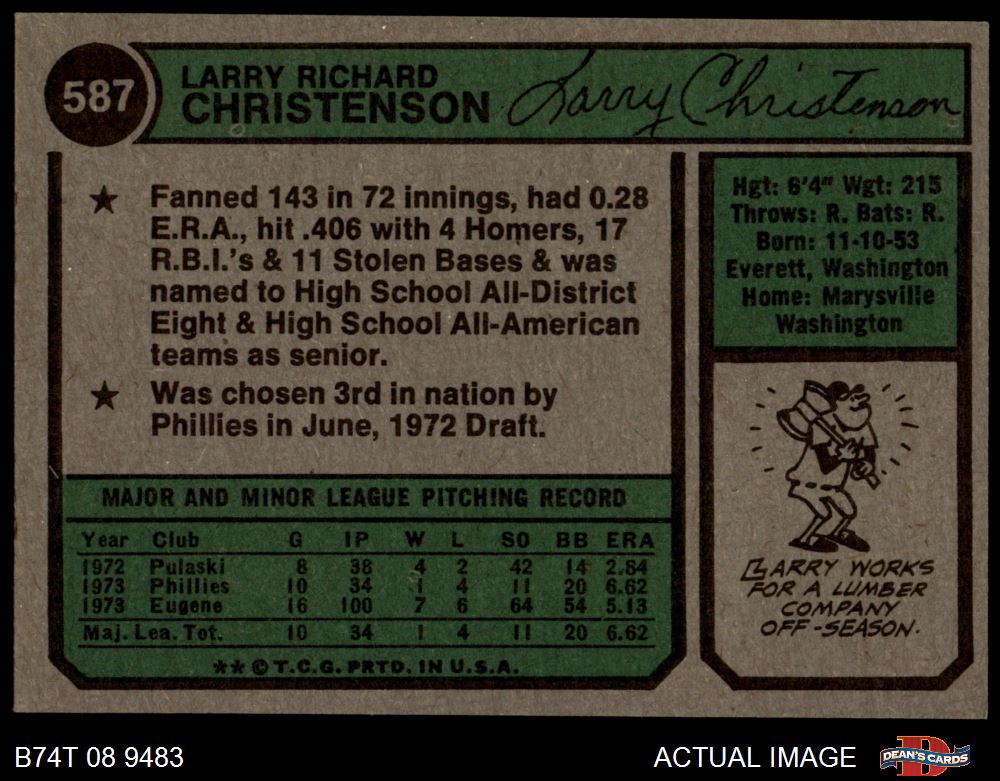 587
LARRY RICHARD
CHRISTENSON
Larry Christenson
★ Fanned 143 in 72 innings, had 0.28
E.R.A., hit .406 with 4 Homers, 17
R.B.I.'s & 11 Stolen Bases & was
named to High School All-District
Eight & High School All-American
teams as senior.
★ Was chosen 3rd in nation by
Phillies in June, 1972 Draft.
Hgt: 6'4" Wgt: 215
Throws: R. Bats: R.
Born: 11-10-53
Everett, Washington
Home: Marysville
Washington
MAJOR AND MINOR LEAGUE PITCHING RECORD
Year Club G IP W L SO BB ERA
1972 Pulaski 8 38 4 2 42 14 2.84
1973 Phillies 10 34 1 4 11 20 6.62
1973 Eugene 16 100 7 6 64 54 5.13
Maj. Lea. Tot. 10 34 1 4 11 20 6.62
** © T.C.G. PRTD. IN U.S.A.
LARRY WORKS
FOR A LUMBER
COMPANY
OFF-SEASON.
B74T 08 9483
ACTUAL IMAGE
DEAN'S CARDS